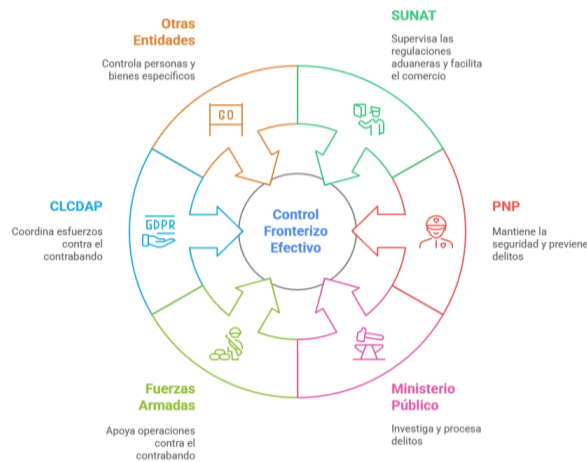 Otras
Entidades
Controla personas y
bienes específicos
SUNAT
Supervisa las
regulaciones
aduaneras y facilita
el comercio
GO
CLCDAP
Coordina esfuerzos
contra el
contrabando
GDPR
Control
Fronterizo
Efectivo
PNP
Mantiene la
seguridad y previene
delitos
Fuerzas
Armadas
Apoya operaciones
contra el
contrabando
Ministerio
Público
Investiga y procesa
delitos